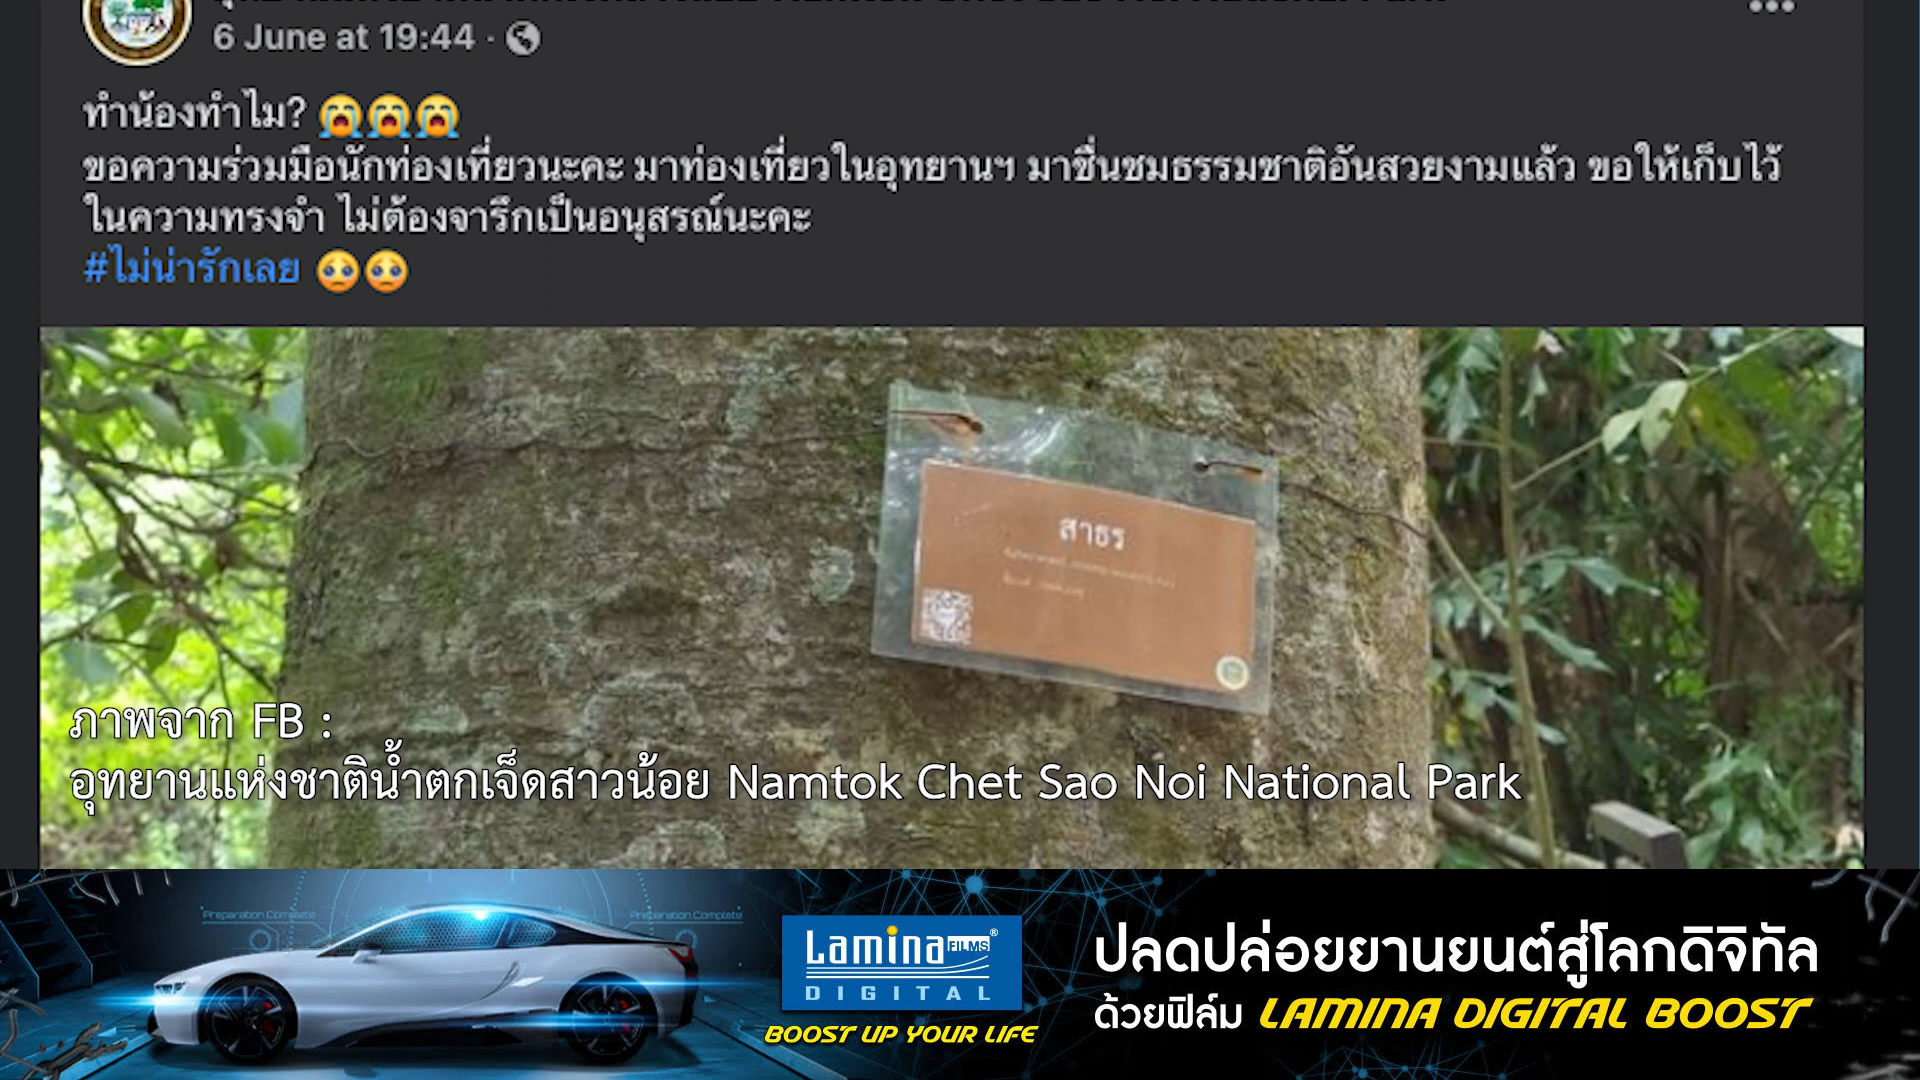 6 June at 19:44 ·
ทำน้องทำไม? 😭😭😭
ขอความร่วมมือนักท่องเที่ยวนะคะ มาท่องเที่ยวในอุทยานฯ มาชื่นชมธรรมชาติอันสวยงามแล้ว ขอให้เก็บไว้
ในความทรงจำ ไม่ต้องจารึกเป็นอนุสรณ์นะคะ
#ไม่น่ารักเลย 🥺🥺
สาธร
ภาพจาก FB :
อุทยานแห่งชาติน้ำตกเจ็ดสาวน้อย Namtok Chet Sao Noi National Park
Preparation Complete
Preparation Complete
Lamina FILMS®
DIGITAL
BOOST UP YOUR LIFE
ปลดปล่อยยานยนต์สู่โลกดิจิทัล
ด้วยฟิล์ม LAMINA DIGITAL BOOST